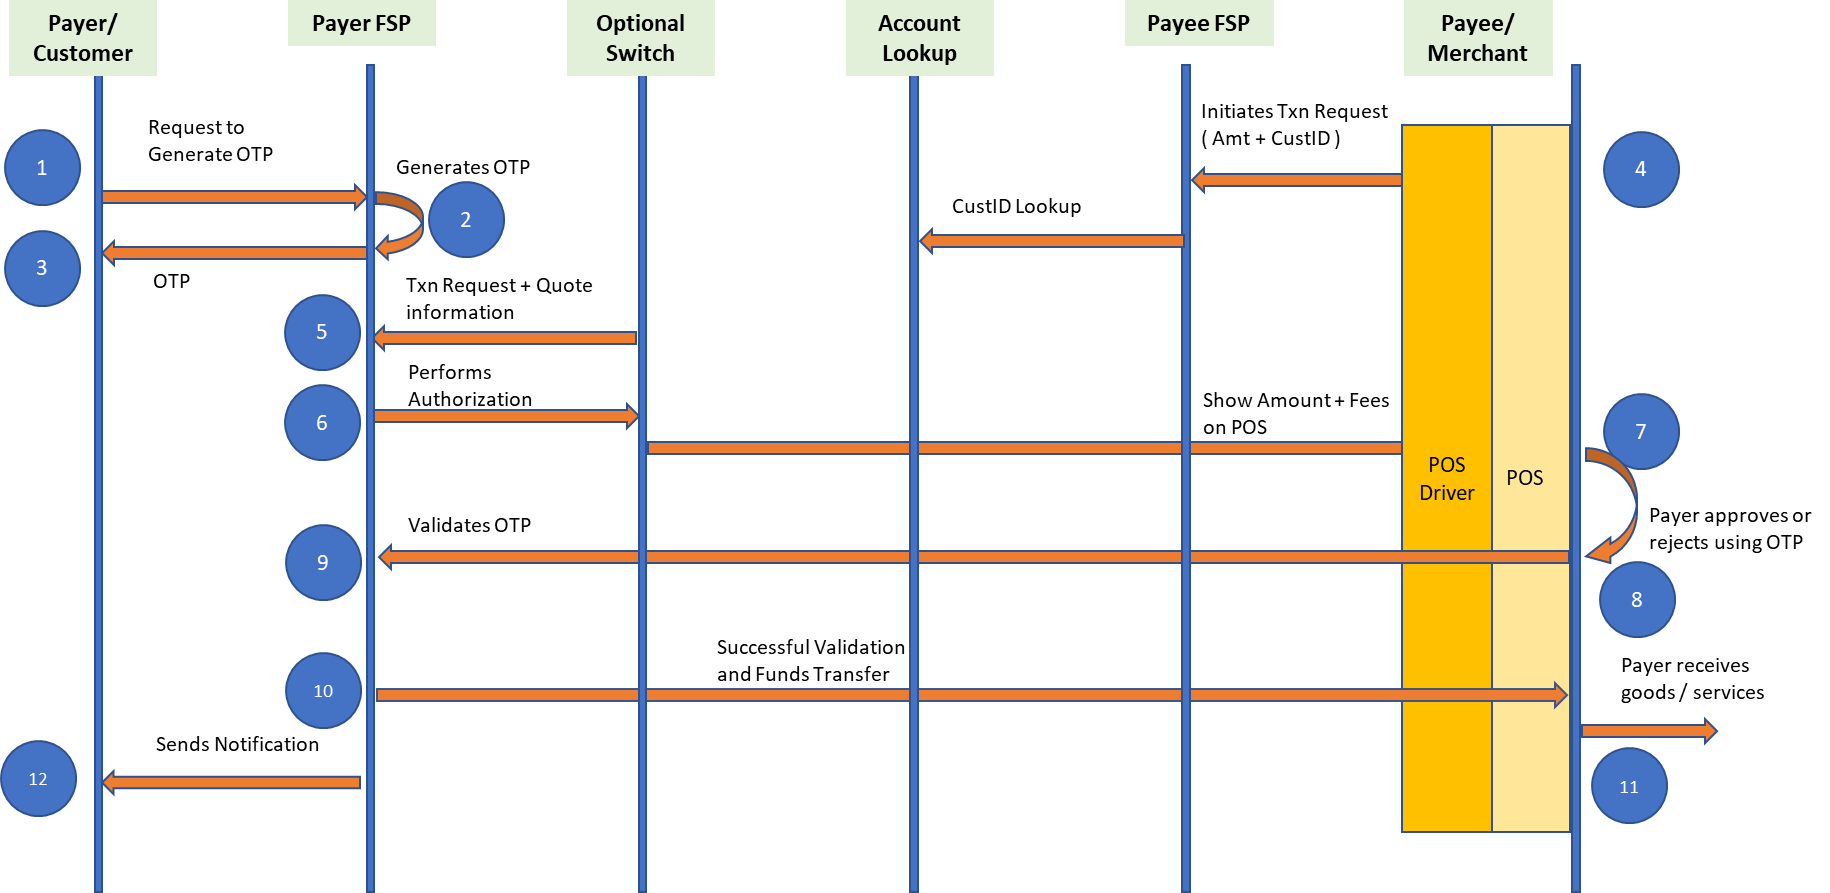 Payer/
Customer
Payer FSP
Optional
Switch
Account
Lookup
Payee FSP
Payee/
Merchant
1
Request to
Generate OTP
Generates OTP
2
3
OTP
Initiates Txn Request
( Amt + CustID )
4
CustID Lookup
Txn Request + Quote
information
5
Performs
Authorization
6
Show Amount + Fees
on POS
7
POS
Driver
POS
Payer approves or
rejects using OTP
8
Validates OTP
9
Successful Validation
and Funds Transfer
10
Payer receives
goods / services
11
Sends Notification
12